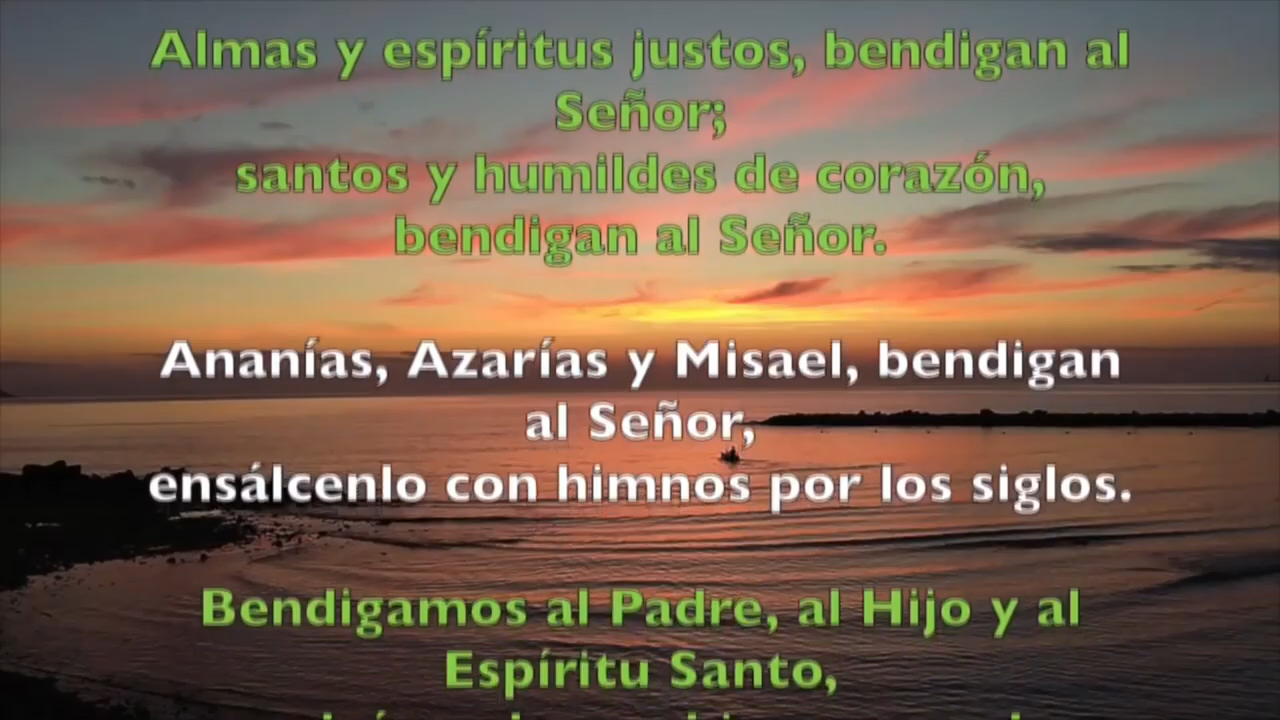 Almas y espíritus justos, bendigan al
Señor;
santos y humildes de corazón,
bendigan al Señor.
Ananías, Azarías y Misael, bendigan
al Señor,
ensálcenlo con himnos por los siglos.
Bendigamos al Padre, al Hijo y al
Espíritu Santo,